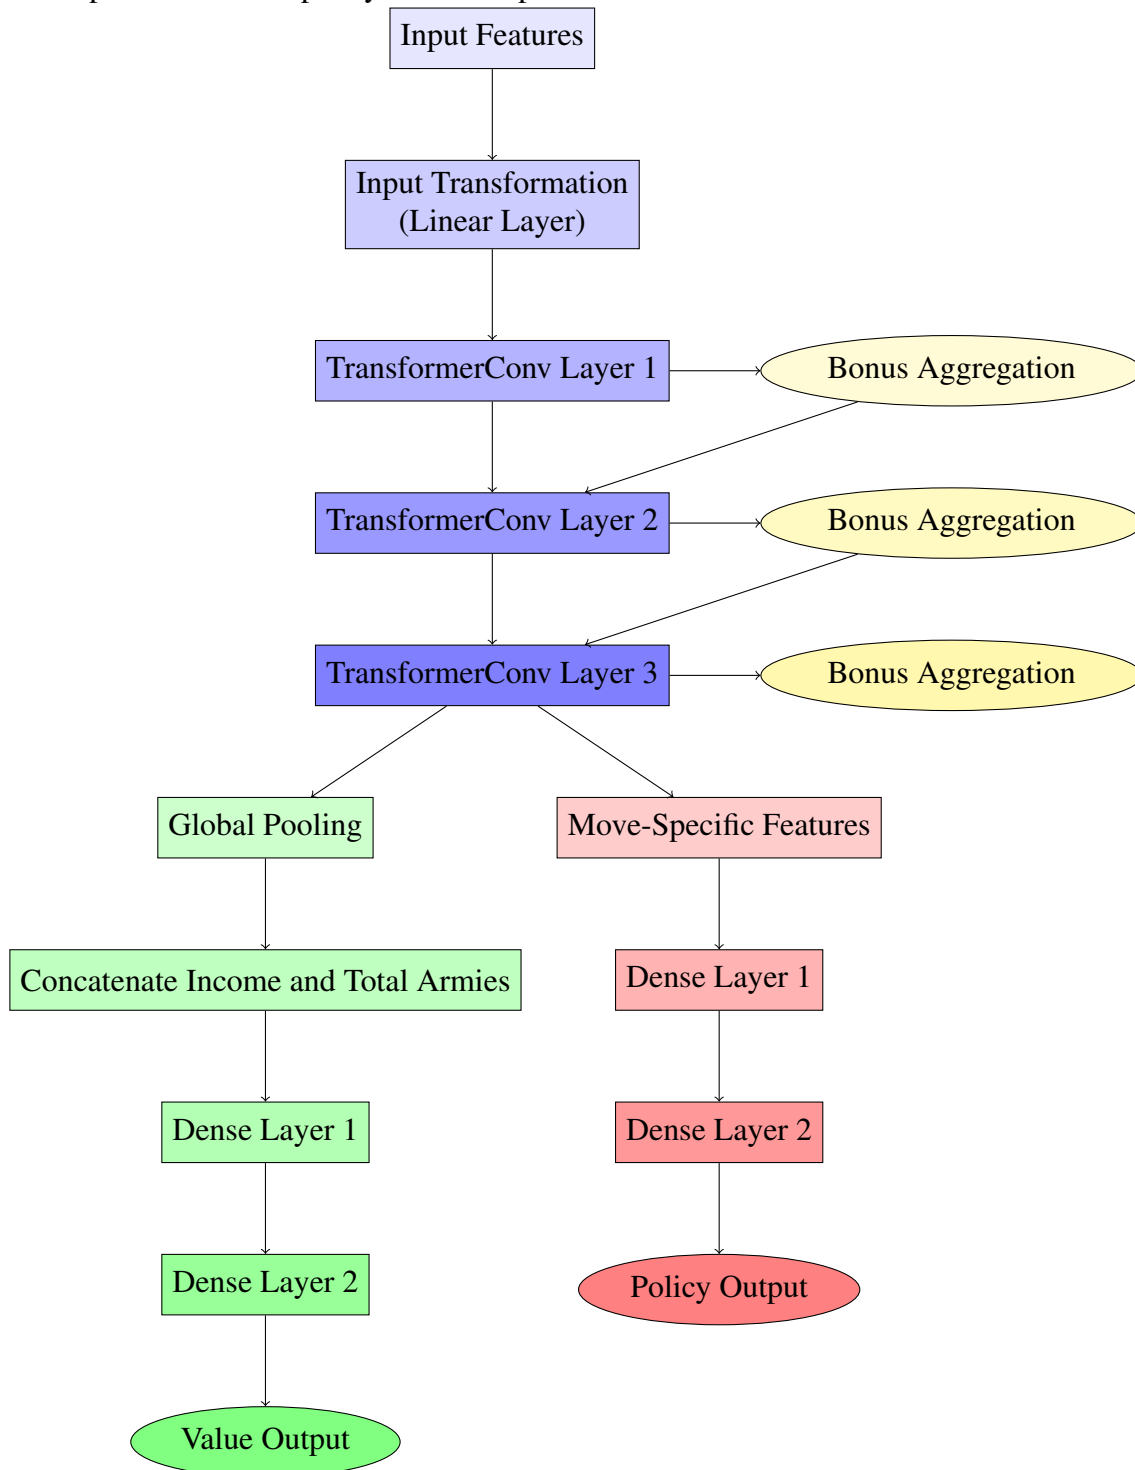 Input Features
Input Transformation
(Linear Layer)
TransformerConv Layer 1
Bonus Aggregation
TransformerConv Layer 2
Bonus Aggregation
TransformerConv Layer 3
Bonus Aggregation
Global Pooling
Move-Specific Features
Concatenate Income and Total Armies
Dense Layer 1
Dense Layer 1
Dense Layer 2
Dense Layer 2
Policy Output
Value Output